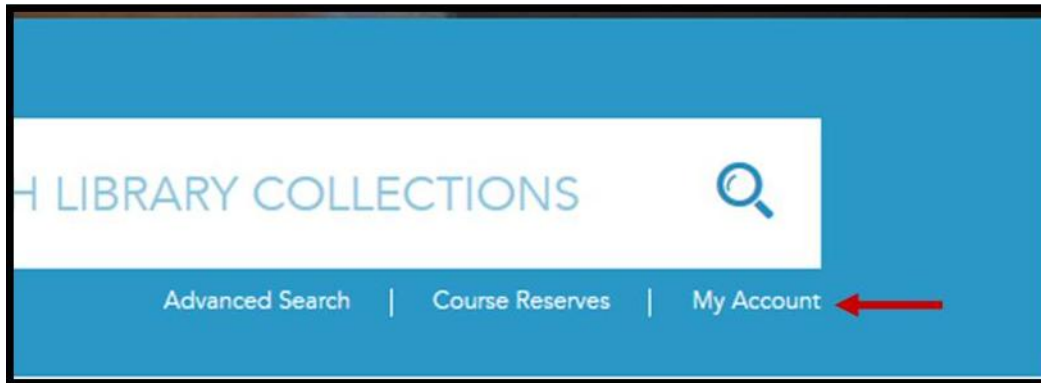 H LIBRARY COLLECTIONS
Advanced Search | Course Reserves | My Account